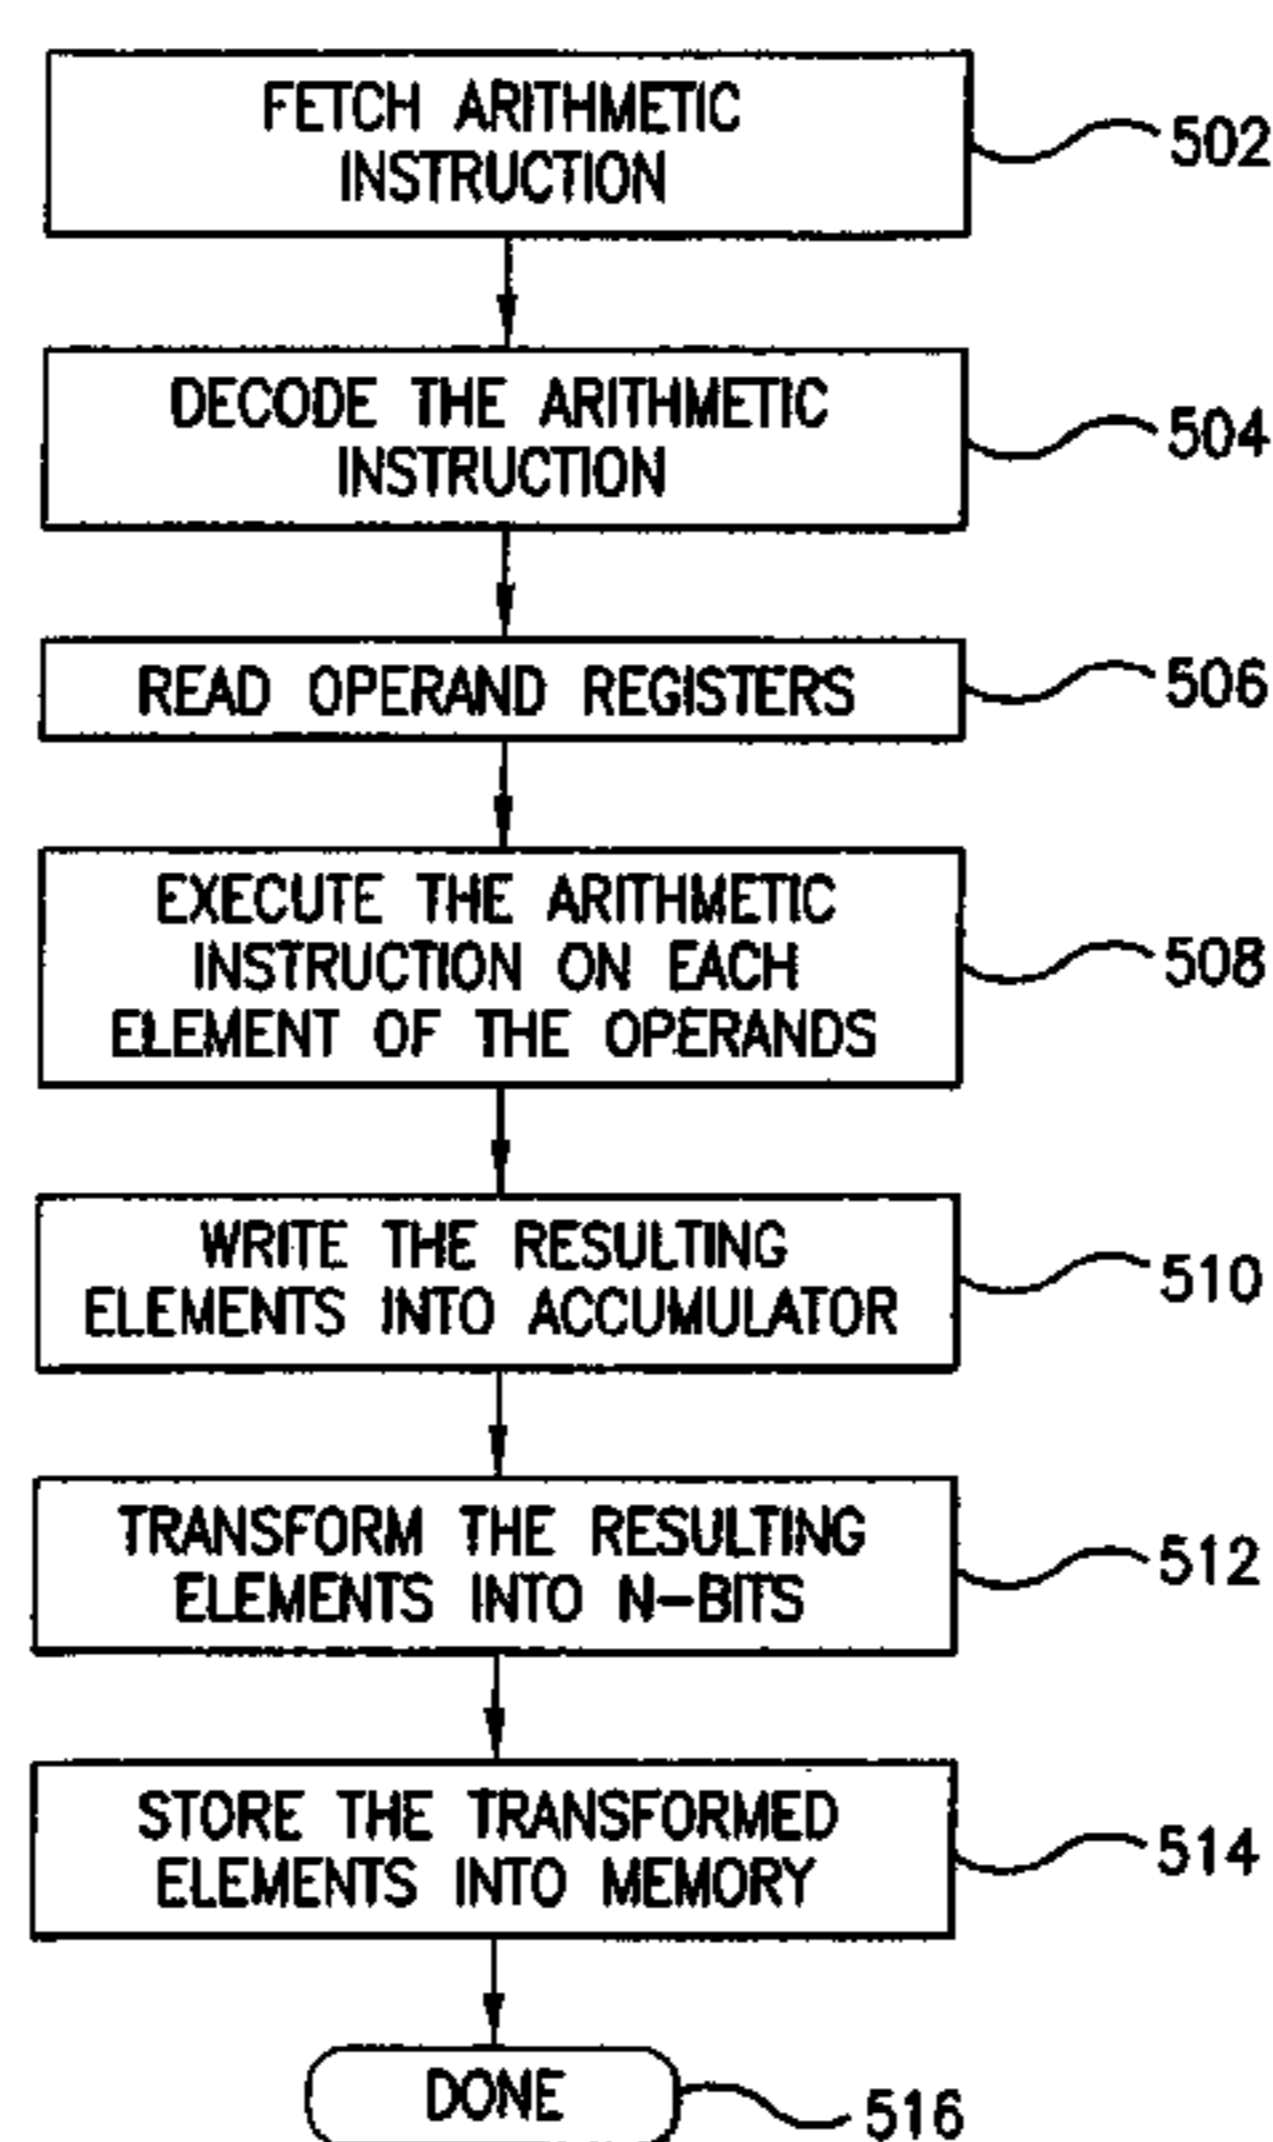 FETCH ARITHMETIC
INSTRUCTION
502
DECODE THE ARITHMETIC
INSTRUCTION
504
READ OPERAND REGISTERS
506
EXECUTE THE ARITHMETIC
INSTRUCTION ON EACH
ELEMENT OF THE OPERANDS
508
WRITE THE RESULTING
ELEMENTS INTO ACCUMULATOR
510
TRANSFORM THE RESULTING
ELEMENTS INTO N-BITS
512
STORE THE TRANSFORMED
ELEMENTS INTO MEMORY
514
DONE
516